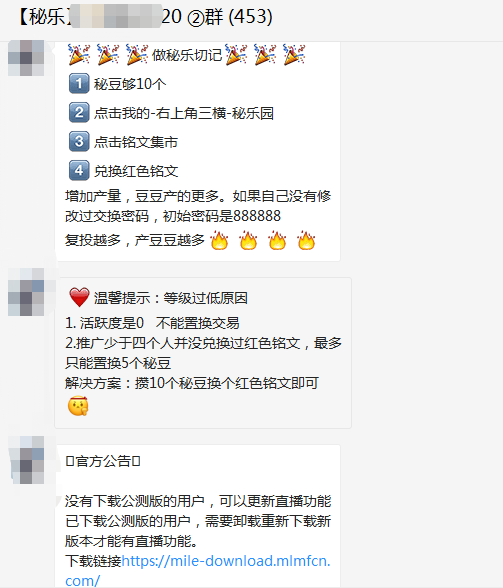 【秘乐】20 ②群 (453)
🎉🎉🎉做秘乐切记🎉🎉🎉
1 秘豆够10个
2 点击我的-右上角三横-秘乐园
3 点击铭文集市
4 兑换红色铭文
增加产量，豆豆产的更多。如果自己没有修
改过交换密码，初始密码是888888
复投越多，产豆豆越多🔥🔥🔥🔥
❤️温馨提示：等级过低原因
1. 活跃度是0 不能置换交易
2.推广少于四个人并没兑换过红色铭文，最多
只能置换5个秘豆
解决方案：攒10个秘豆换个红色铭文即可
官方公告
没有下载公测版的用户，可以更新直播功能
已下载公测版的用户，需要卸载重新下载新
版本才能有直播功能。
下载链接https://mile-download.mlmfcn.
com/